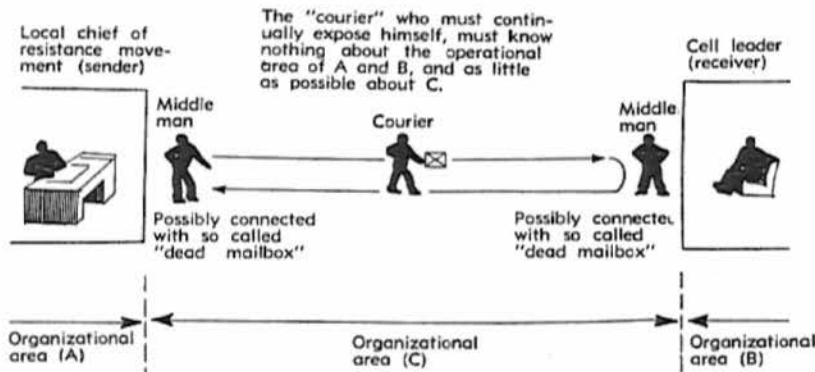 The "courier" who must contin-
ually expose himself, must know
nothing about the operational
area of A and B, and as little
as possible about C.
Local chief of
resistance move-
ment (sender)
Cell leader
(receiver)
Middle
man
Courier
Middle
man
Possibly connected
with so called
"dead mailbox"
Possibly connectec
with so called
"dead mailbox"
Organizational
area (A)
Organizational
area (C)
Organizational
area (B)